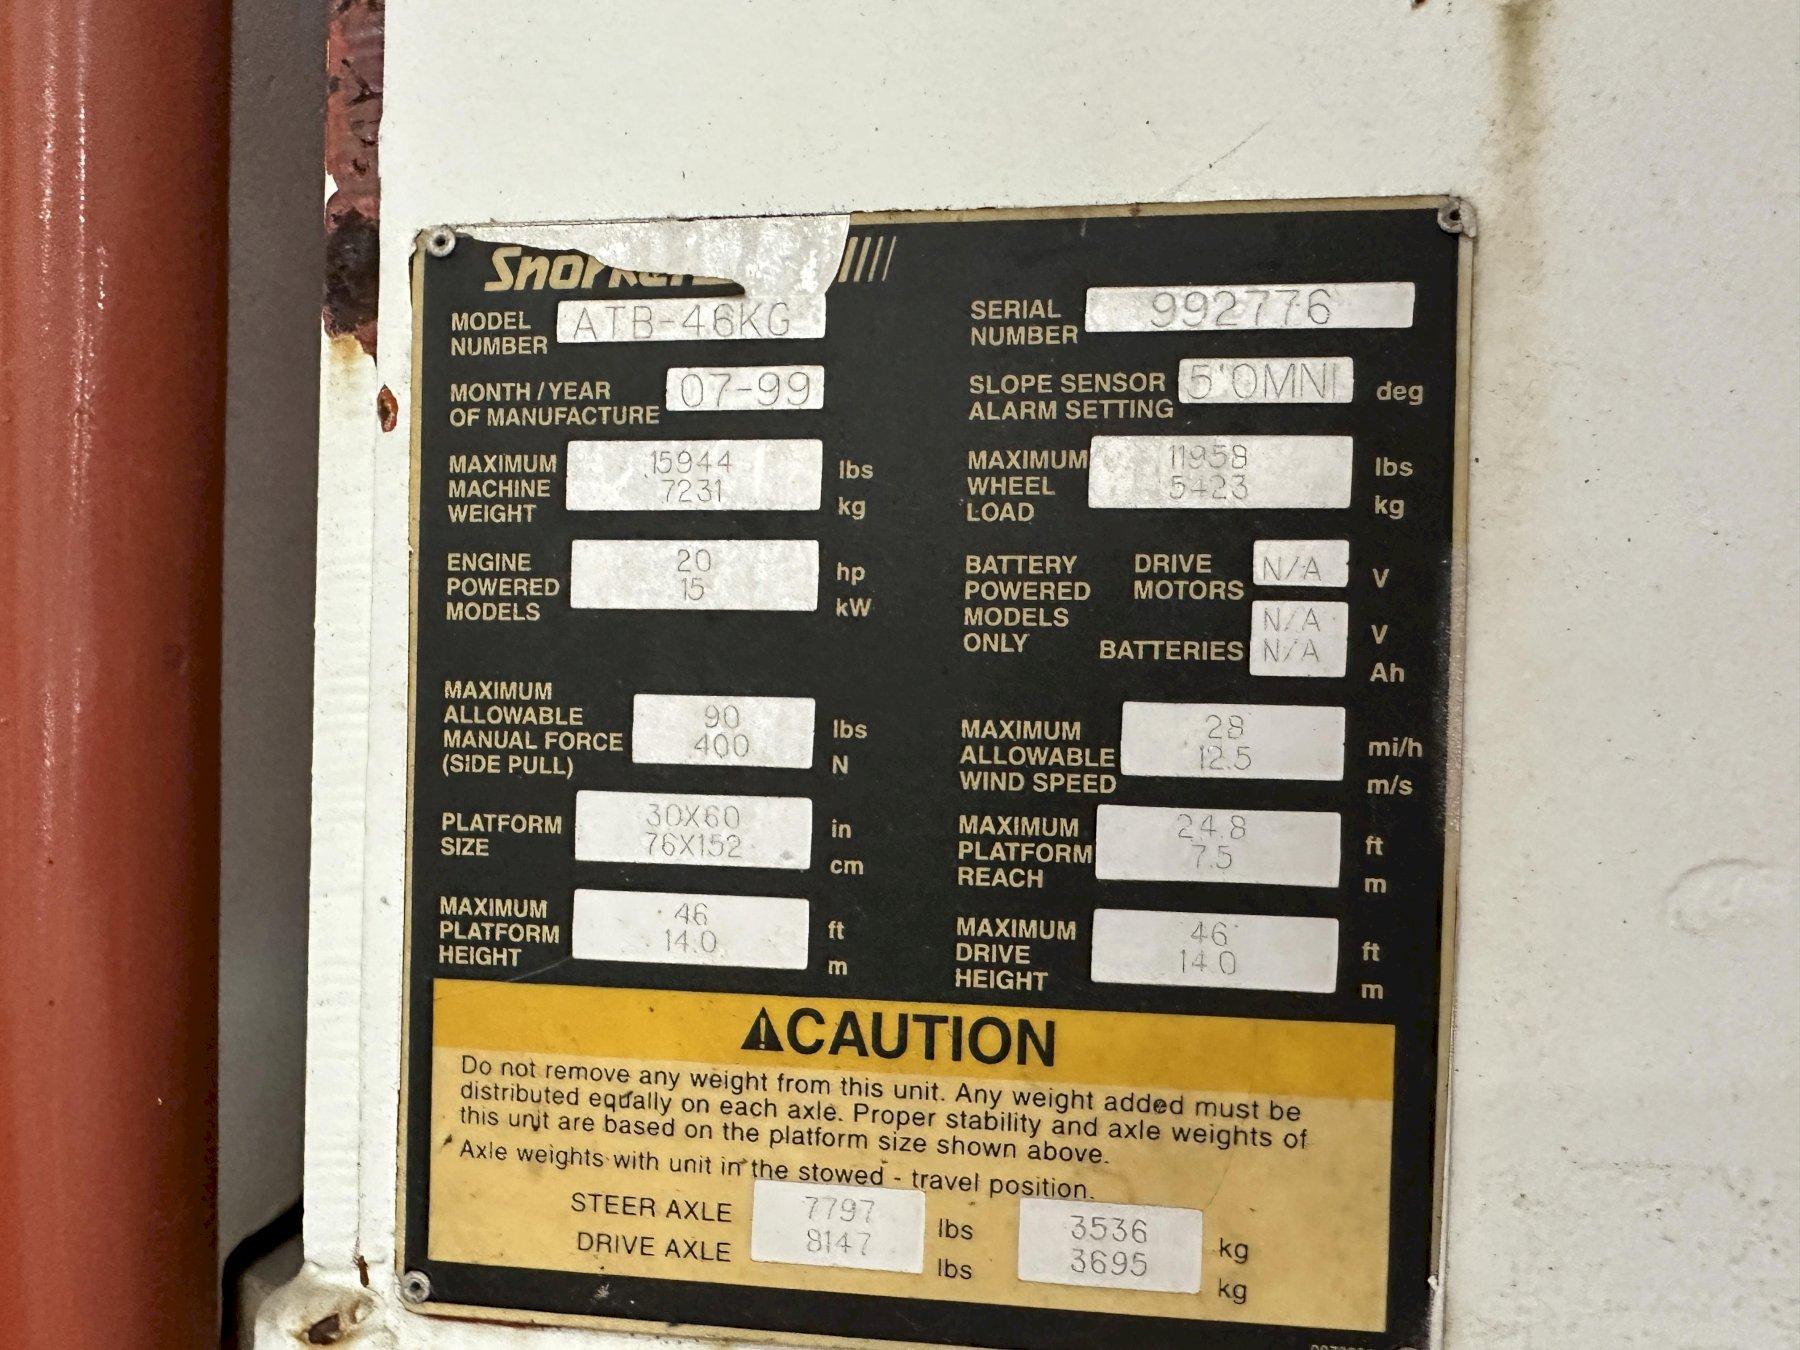 Snorkel
MODEL NUMBER ATB-46KG
SERIAL NUMBER 992776
MONTH / YEAR OF MANUFACTURE 07-99
SLOPE SENSOR ALARM SETTING 5°OMNI deg
MAXIMUM MACHINE WEIGHT 15944 lbs
7231 kg
MAXIMUM WHEEL LOAD 11958 lbs
5423 kg
ENGINE POWERED MODELS 20 hp
15 kW
BATTERY POWERED MODELS ONLY
DRIVE MOTORS N/A V
BATTERIES N/A V
N/A Ah
MAXIMUM ALLOWABLE MANUAL FORCE (SIDE PULL) 90 lbs
400 N
MAXIMUM ALLOWABLE WIND SPEED 28 mi/h
12.5 m/s
PLATFORM SIZE 30X60 in
76X152 cm
MAXIMUM PLATFORM REACH 24.8 ft
7.5 m
MAXIMUM PLATFORM HEIGHT 46 ft
14.0 m
MAXIMUM DRIVE HEIGHT 46 ft
14.0 m
CAUTION
Do not remove any weight from this unit. Any weight added must be
distributed equally on each axle. Proper stability and axle weights of
this unit are based on the platform size shown above.
Axle weights with unit in the stowed - travel position.
STEER AXLE 7797 lbs 3536 kg
DRIVE AXLE 8147 lbs 3695 kg